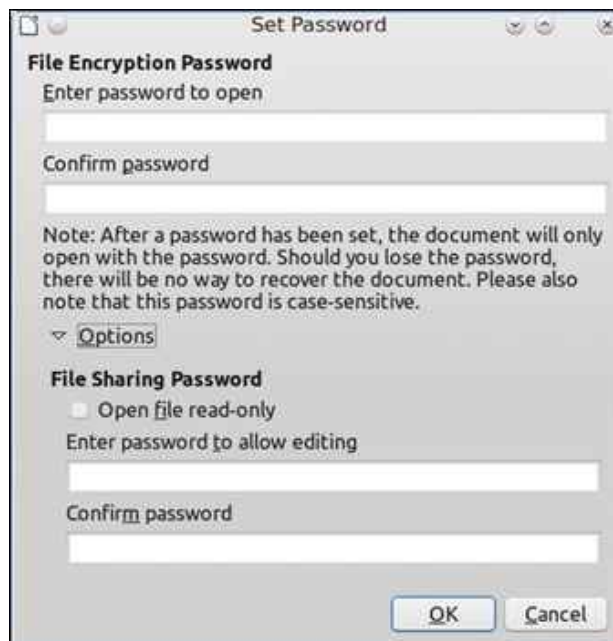 Set Password
File Encryption Password
Enter password to open
Confirm password
Note: After a password has been set, the document will only
open with the password. Should you lose the password,
there will be no way to recover the document. Please also
note that this password is case-sensitive.
Options
File Sharing Password
Open file read-only
Enter password to allow editing
Confirm password
OK Cancel